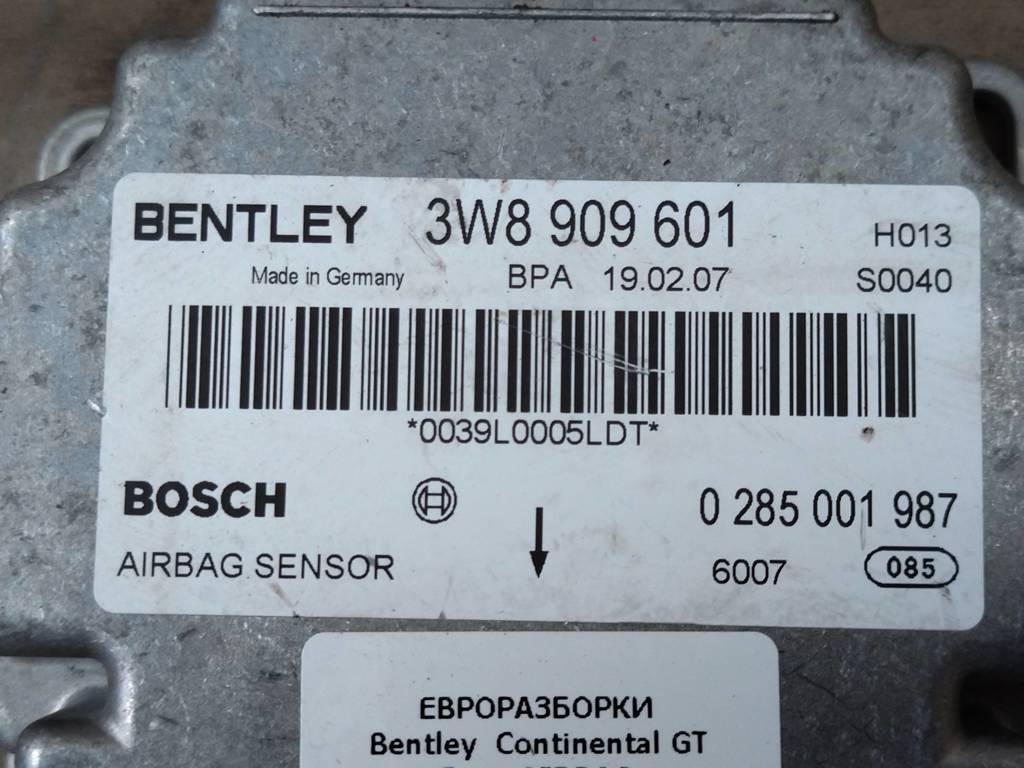 BENTLEY 3W8 909 601 H013
Made in Germany BPA 19.02.07 S0040
*0039L0005LDT*
BOSCH 0 285 001 987
AIRBAG SENSOR 6007 085
ЕВРОРАЗБОРКИ
Bentley Continental GT